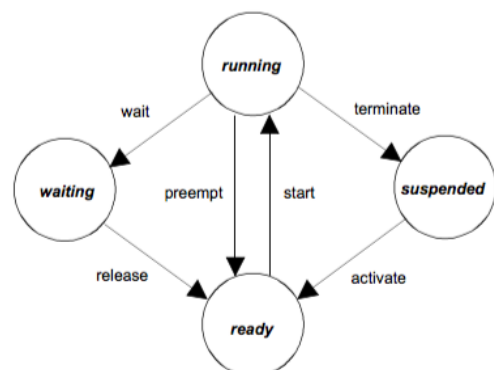 running
wait
terminate
waiting
preempt
start
suspended
release
activate
ready